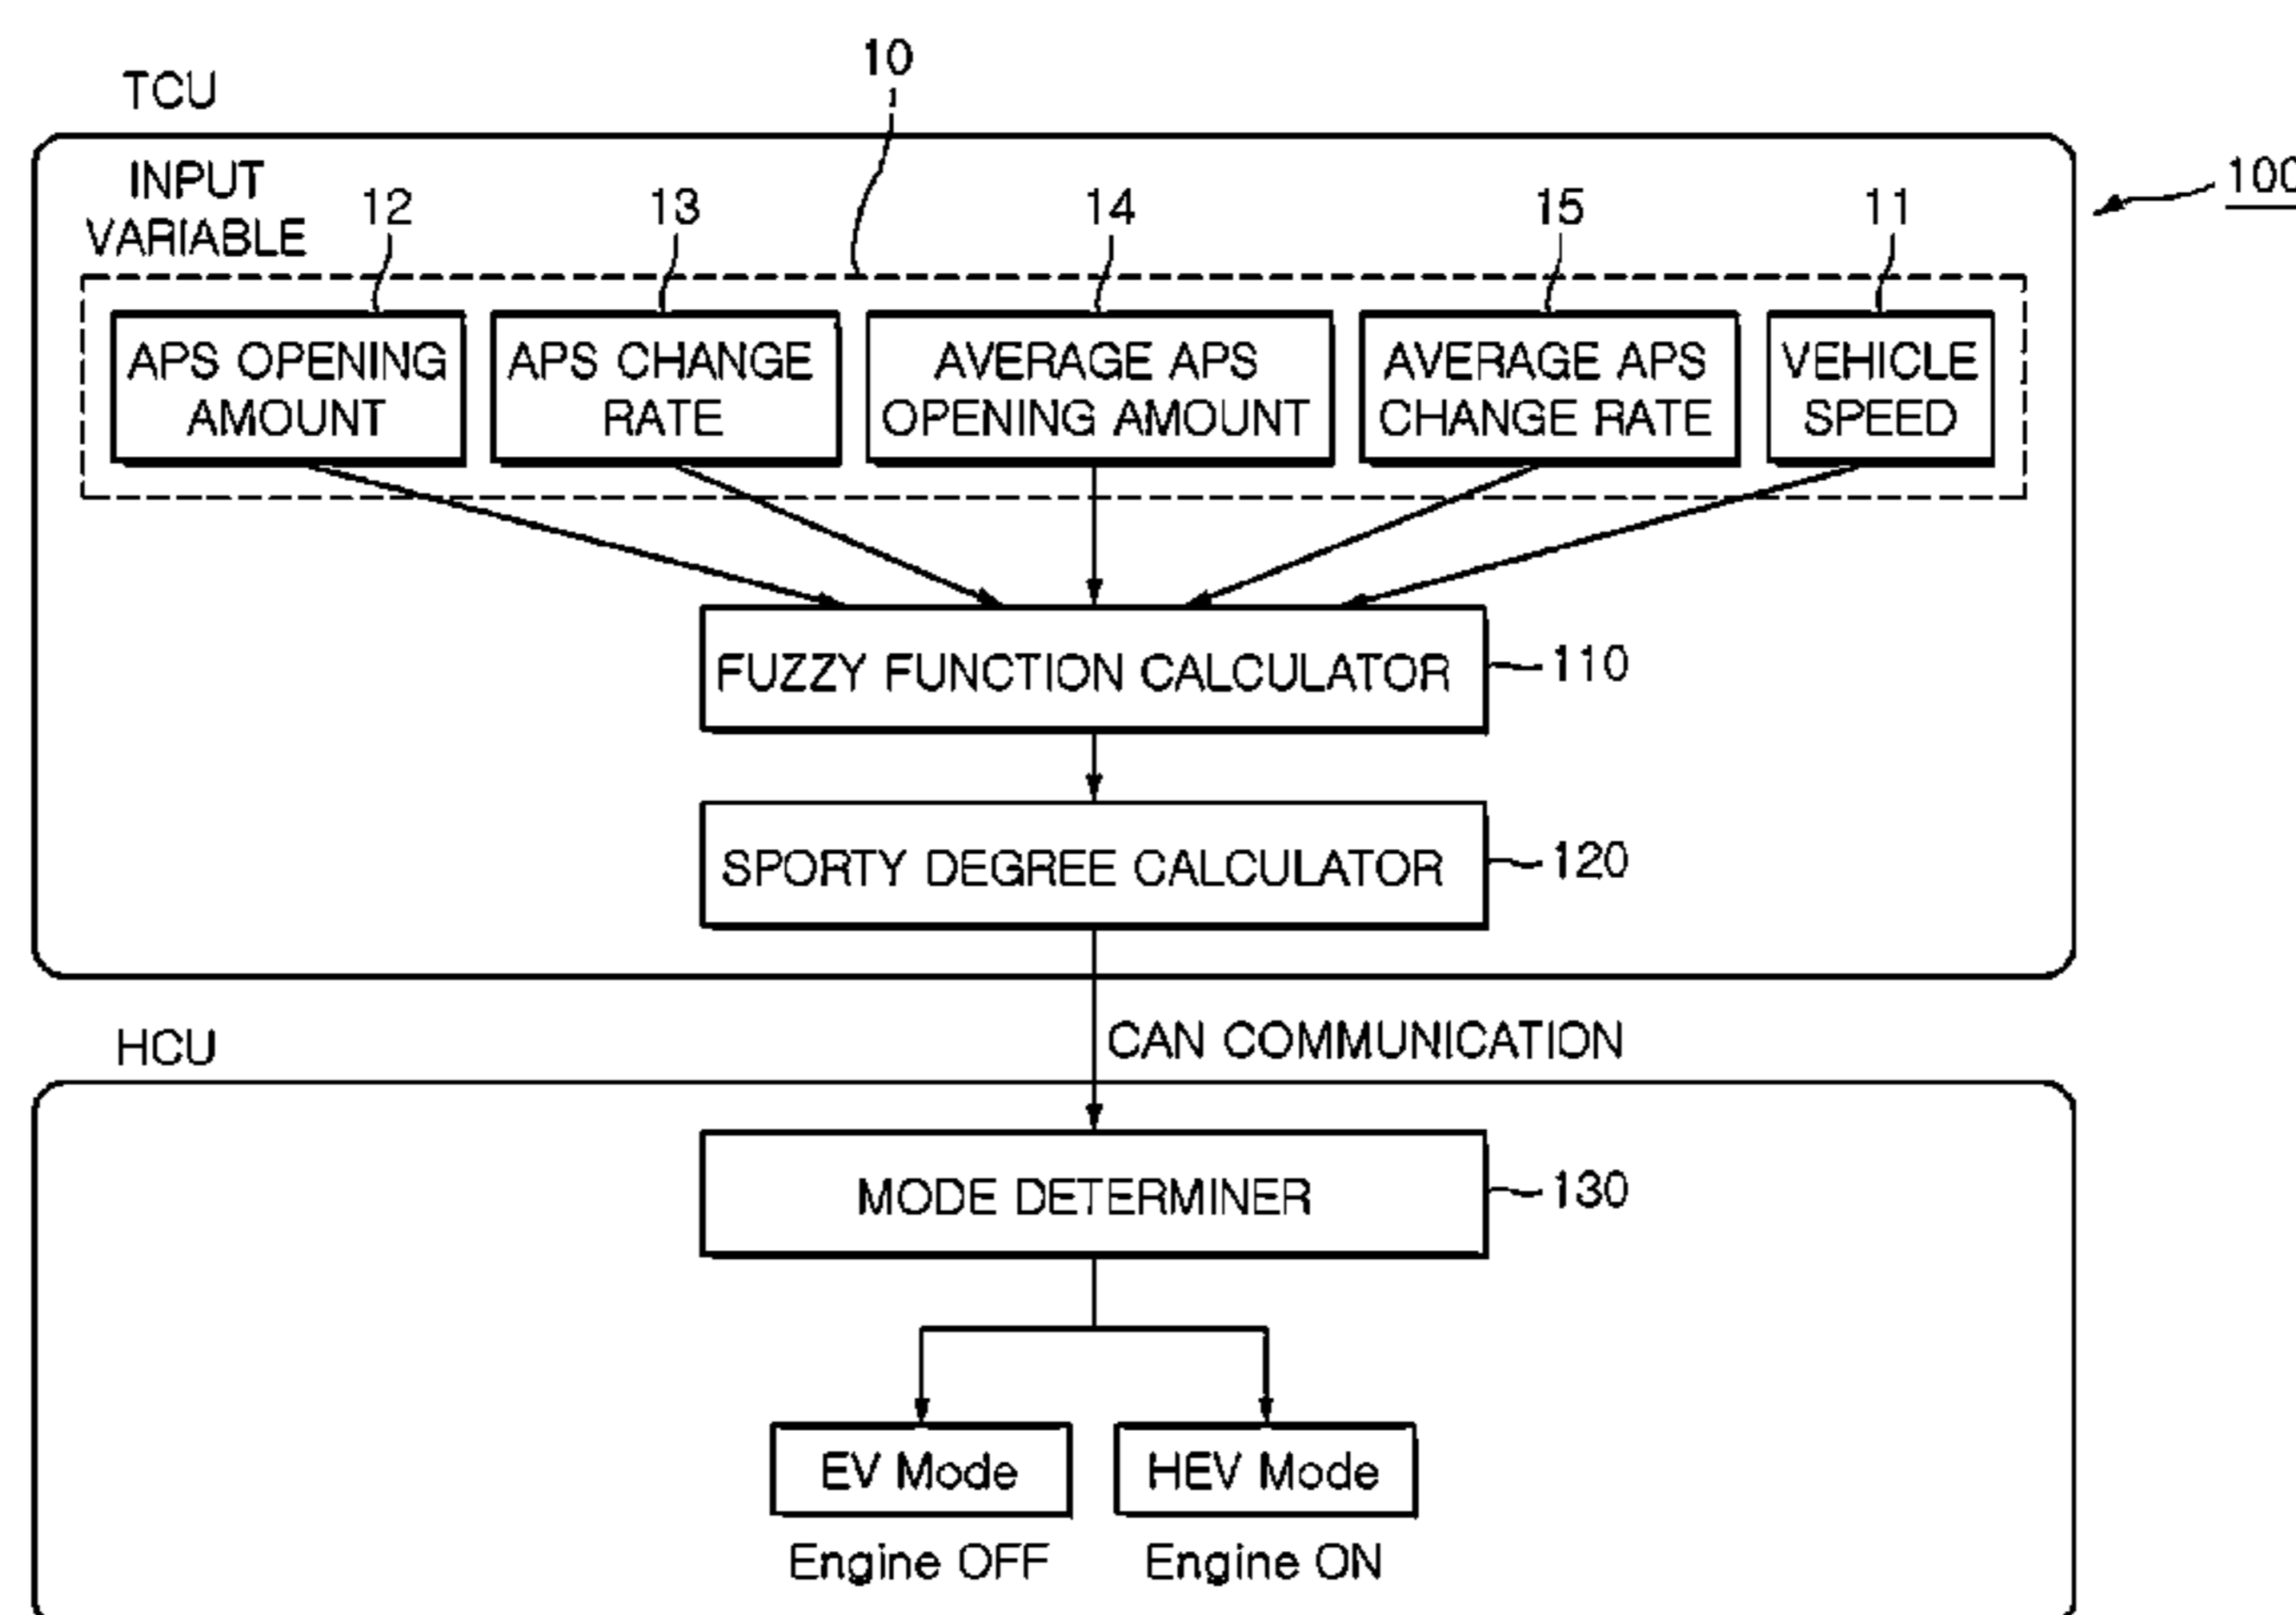 10
TCU
100
INPUT
VARIABLE
12
13
14
15
11
APS OPENING
AMOUNT
APS CHANGE
RATE
AVERAGE APS
OPENING AMOUNT
AVERAGE APS
CHANGE RATE
VEHICLE
SPEED
FUZZY FUNCTION CALCULATOR
110
SPORTY DEGREE CALCULATOR
120
CAN COMMUNICATION
HCU
MODE DETERMINER
130
EV Mode
HEV Mode
Engine OFF
Engine ON